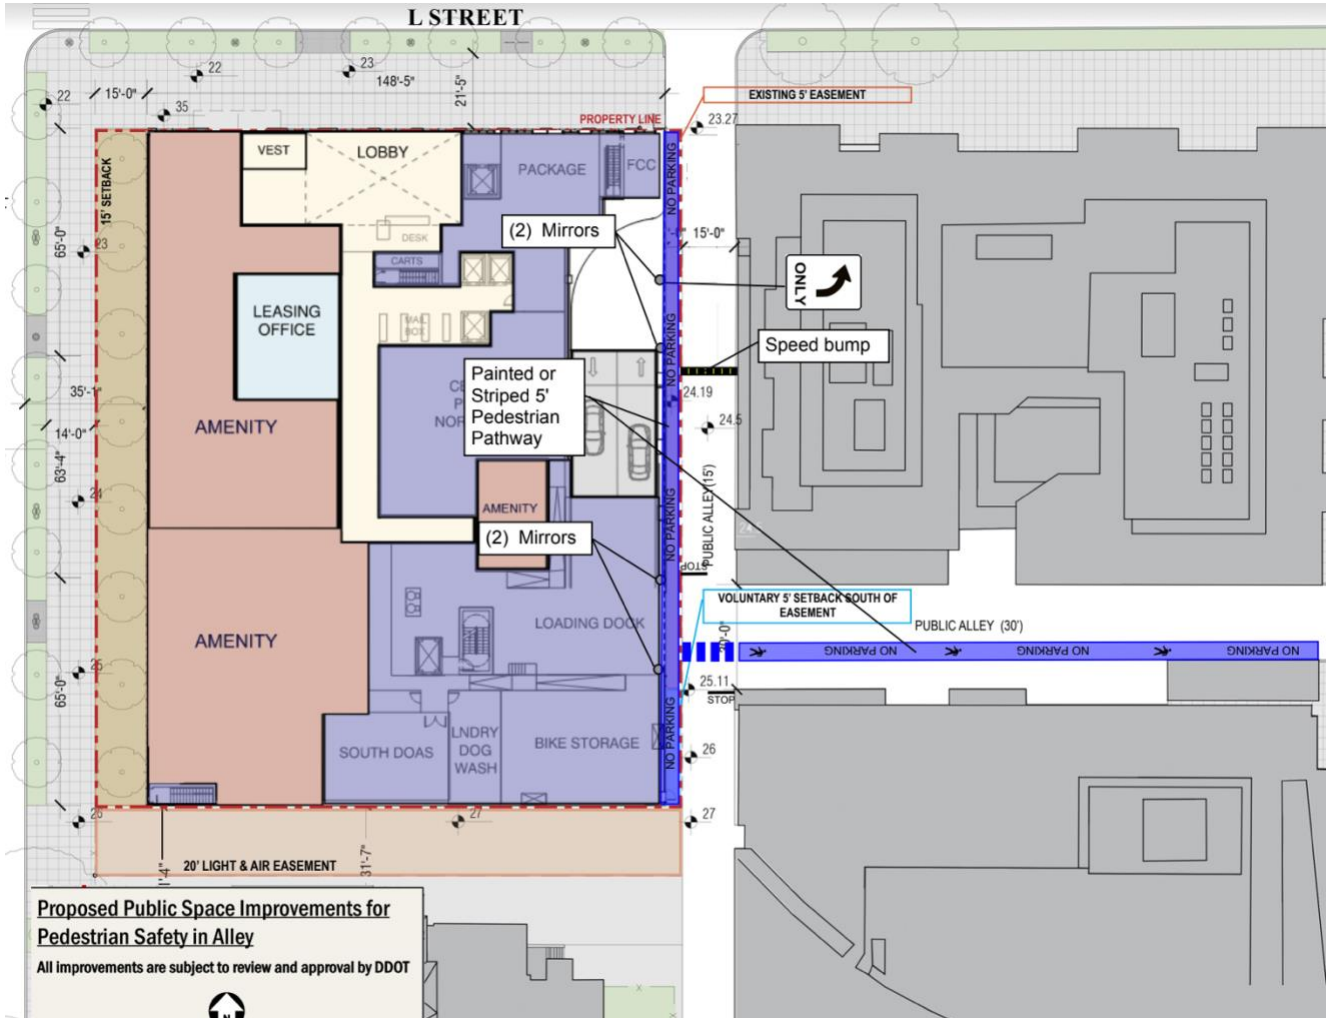 L STREET
22
23
148'-5"
21'-5"
15'-0"
22
35
EXISTING 5' EASEMENT
PROPERTY LINE
23.27
VEST
LOBBY
PACKAGE
FCC
NO PARKING
15' SETBACK
65'-0"
23
DESK
CARTS
(2) Mirrors
15'-0"
ONLY
LEASING
OFFICE
MAIL
BOX
NO PARKING
Speed bump
Painted or
Striped 5'
Pedestrian
Pathway
35'-1"
24.19
14'-0"
AMENITY
24.5
63'-4"
24
AMENITY
NO PARKING
PUBLIC ALLEY (15')
(2) Mirrors
STOP
VOLUNTARY 5' SETBACK SOUTH OF
EASEMENT
LOADING DOCK
PUBLIC ALLEY (30')
AMENITY
NO PARKING
NO PARKING
NO PARKING
25
65'-0"
25.11
STOP
NO PARKING
SOUTH DOAS
LNDRY
DOG
WASH
BIKE STORAGE
26
25
27
27
20' LIGHT & AIR EASEMENT
31'-7"
Proposed Public Space Improvements for
Pedestrian Safety in Alley
All improvements are subject to review and approval by DDOT
N